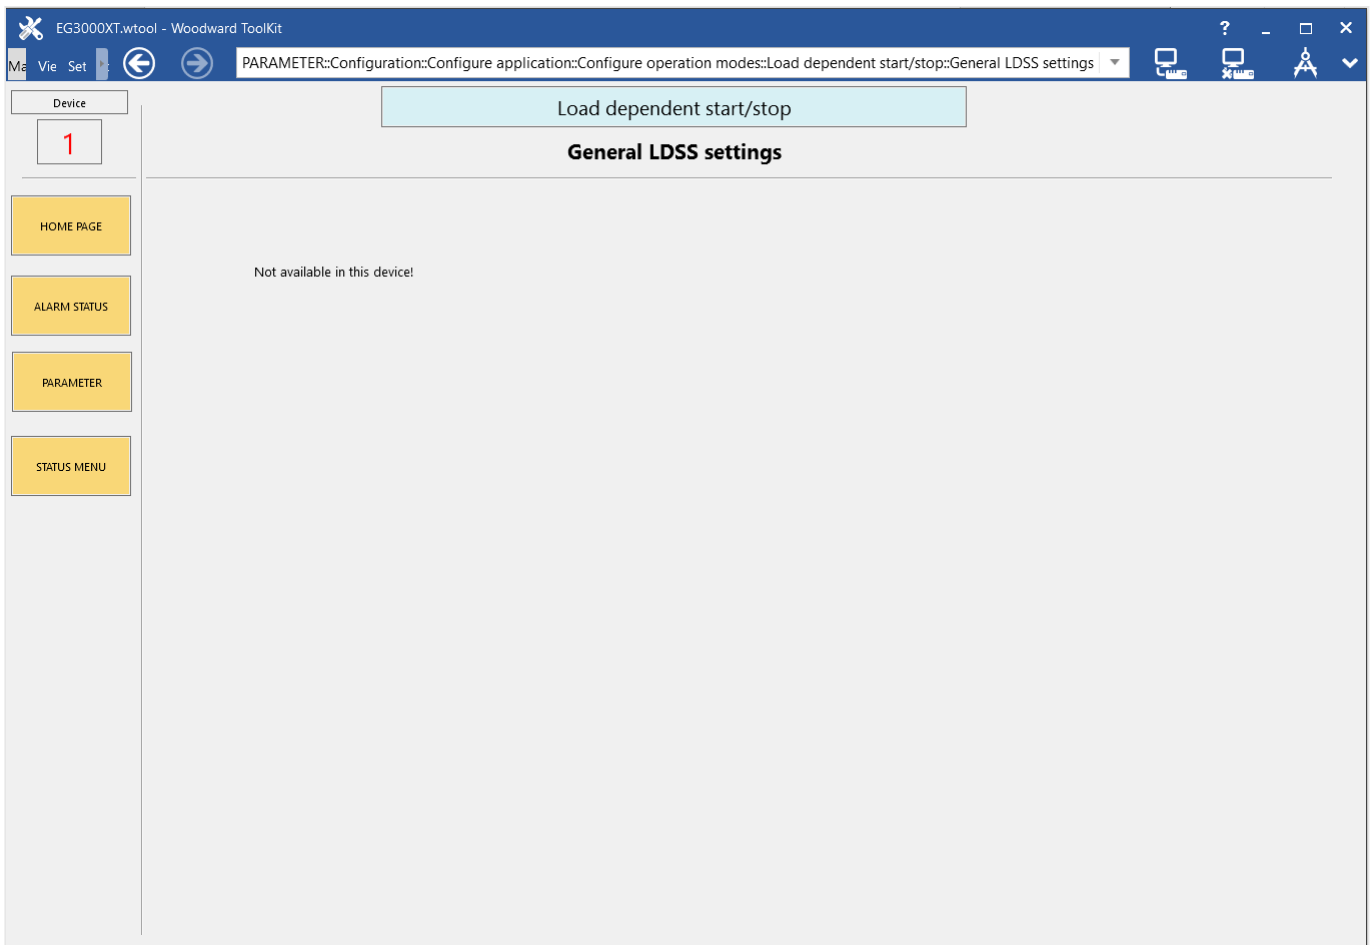 EG3000XT.wtool - Woodward ToolKit
?
Ma Vie Set
PARAMETER::Configuration::Configure application::Configure operation modes::Load dependent start/stop::General LDSS settings
Device
1
Load dependent start/stop
General LDSS settings
HOME PAGE
Not available in this device!
ALARM STATUS
PARAMETER
STATUS MENU